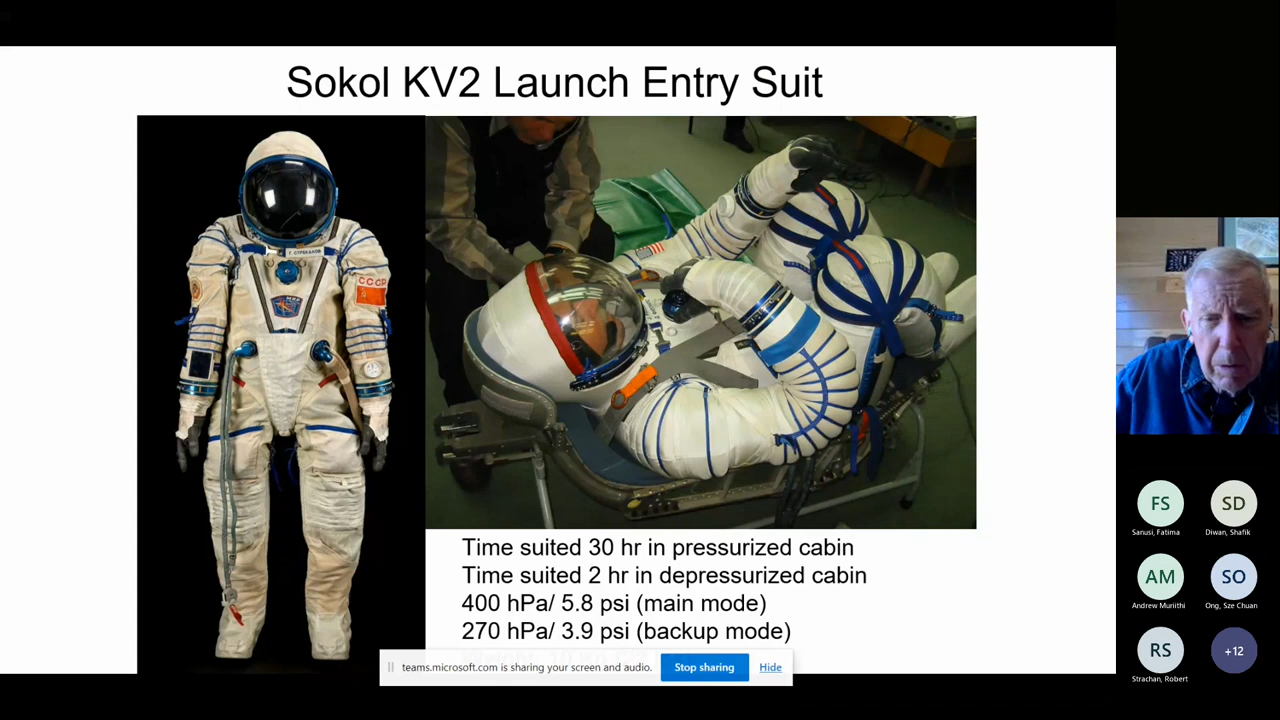 Sokol KV2 Launch Entry Suit
Г. СТРЕКАЛОВ
СССР
МИР
Time suited 30 hr in pressurized cabin
Time suited 2 hr in depressurized cabin
400 hPa/ 5.8 psi (main mode)
270 hPa/ 3.9 psi (backup mode)
teams.microsoft.com is sharing your screen and audio.
Stop sharing
Hide
FS
SD
Sanusi, Fatima
Diwan, Shafik
AM
SO
Andrew Muriithi
Ong, Sze Chuan
RS
+12
Strachan, Robert